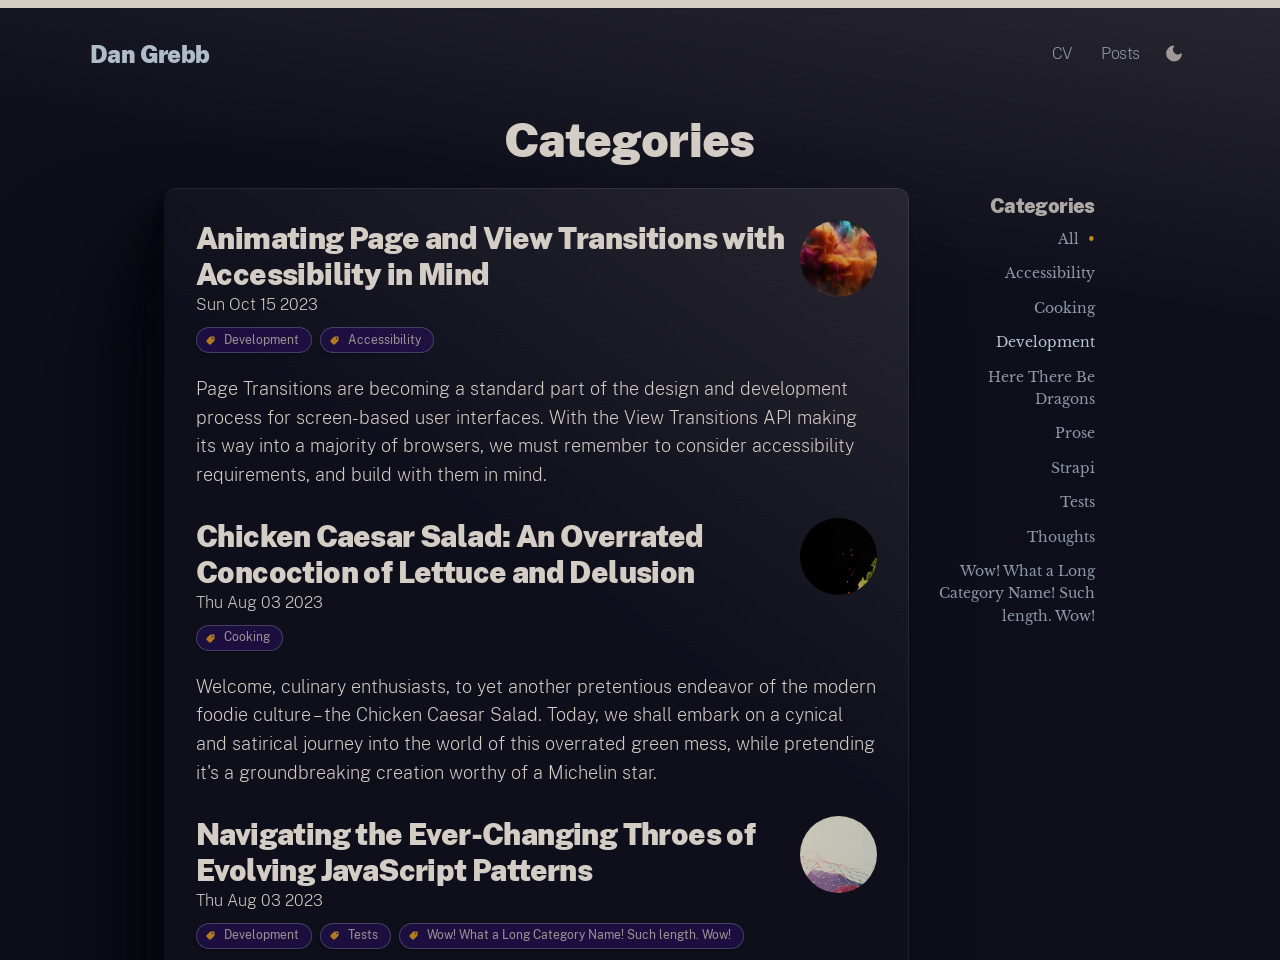 Dan Grebb
CV
Posts
Categories
Animating Page and View Transitions with
Accessibility in Mind
Sun Oct 15 2023
Development
Accessibility
Page Transitions are becoming a standard part of the design and development
process for screen-based user interfaces. With the View Transitions API making
its way into a majority of browsers, we must remember to consider accessibility
requirements, and build with them in mind.
Chicken Caesar Salad: An Overrated
Concoction of Lettuce and Delusion
Thu Aug 03 2023
Cooking
Welcome, culinary enthusiasts, to yet another pretentious endeavor of the modern
foodie culture – the Chicken Caesar Salad. Today, we shall embark on a cynical
and satirical journey into the world of this overrated green mess, while pretending
it's a groundbreaking creation worthy of a Michelin star.
Navigating the Ever-Changing Throes of
Evolving JavaScript Patterns
Thu Aug 03 2023
Development
Tests
Wow! What a Long Category Name! Such length. Wow!
Categories
All •
Accessibility
Cooking
Development
Here There Be
Dragons
Prose
Strapi
Tests
Thoughts
Wow! What a Long
Category Name! Such
length. Wow!